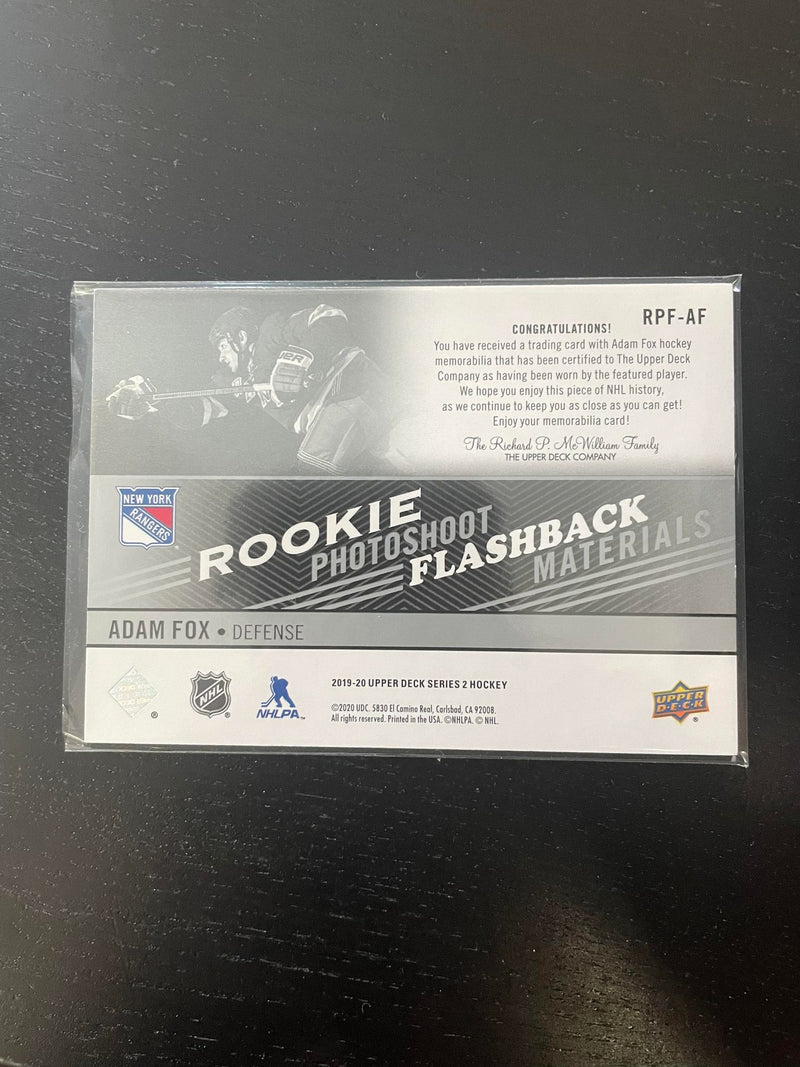 RPF-AF
CONGRATULATIONS!
You have received a trading card with Adam Fox hockey
memorabilia that has been certified to The Upper Deck
Company as having been worn by the featured player.
We hope you enjoy this piece of NHL history,
as we continue to keep you as close as you can get!
Enjoy your memorabilia card!
The Richard P. McWilliam Family
THE UPPER DECK COMPANY
NEW YORK
RANGERS
ROOKIE
PHOTOSHOOT
FLASHBACK
MATERIALS
ADAM FOX • DEFENSE
NHL
NHLPA™
2019-20 UPPER DECK SERIES 2 HOCKEY
©2020 UDC. 5830 El Camino Real, Carlsbad, CA 92008.
All rights reserved. Printed in the USA. ©NHLPA. © NHL.
UPPER
DECK